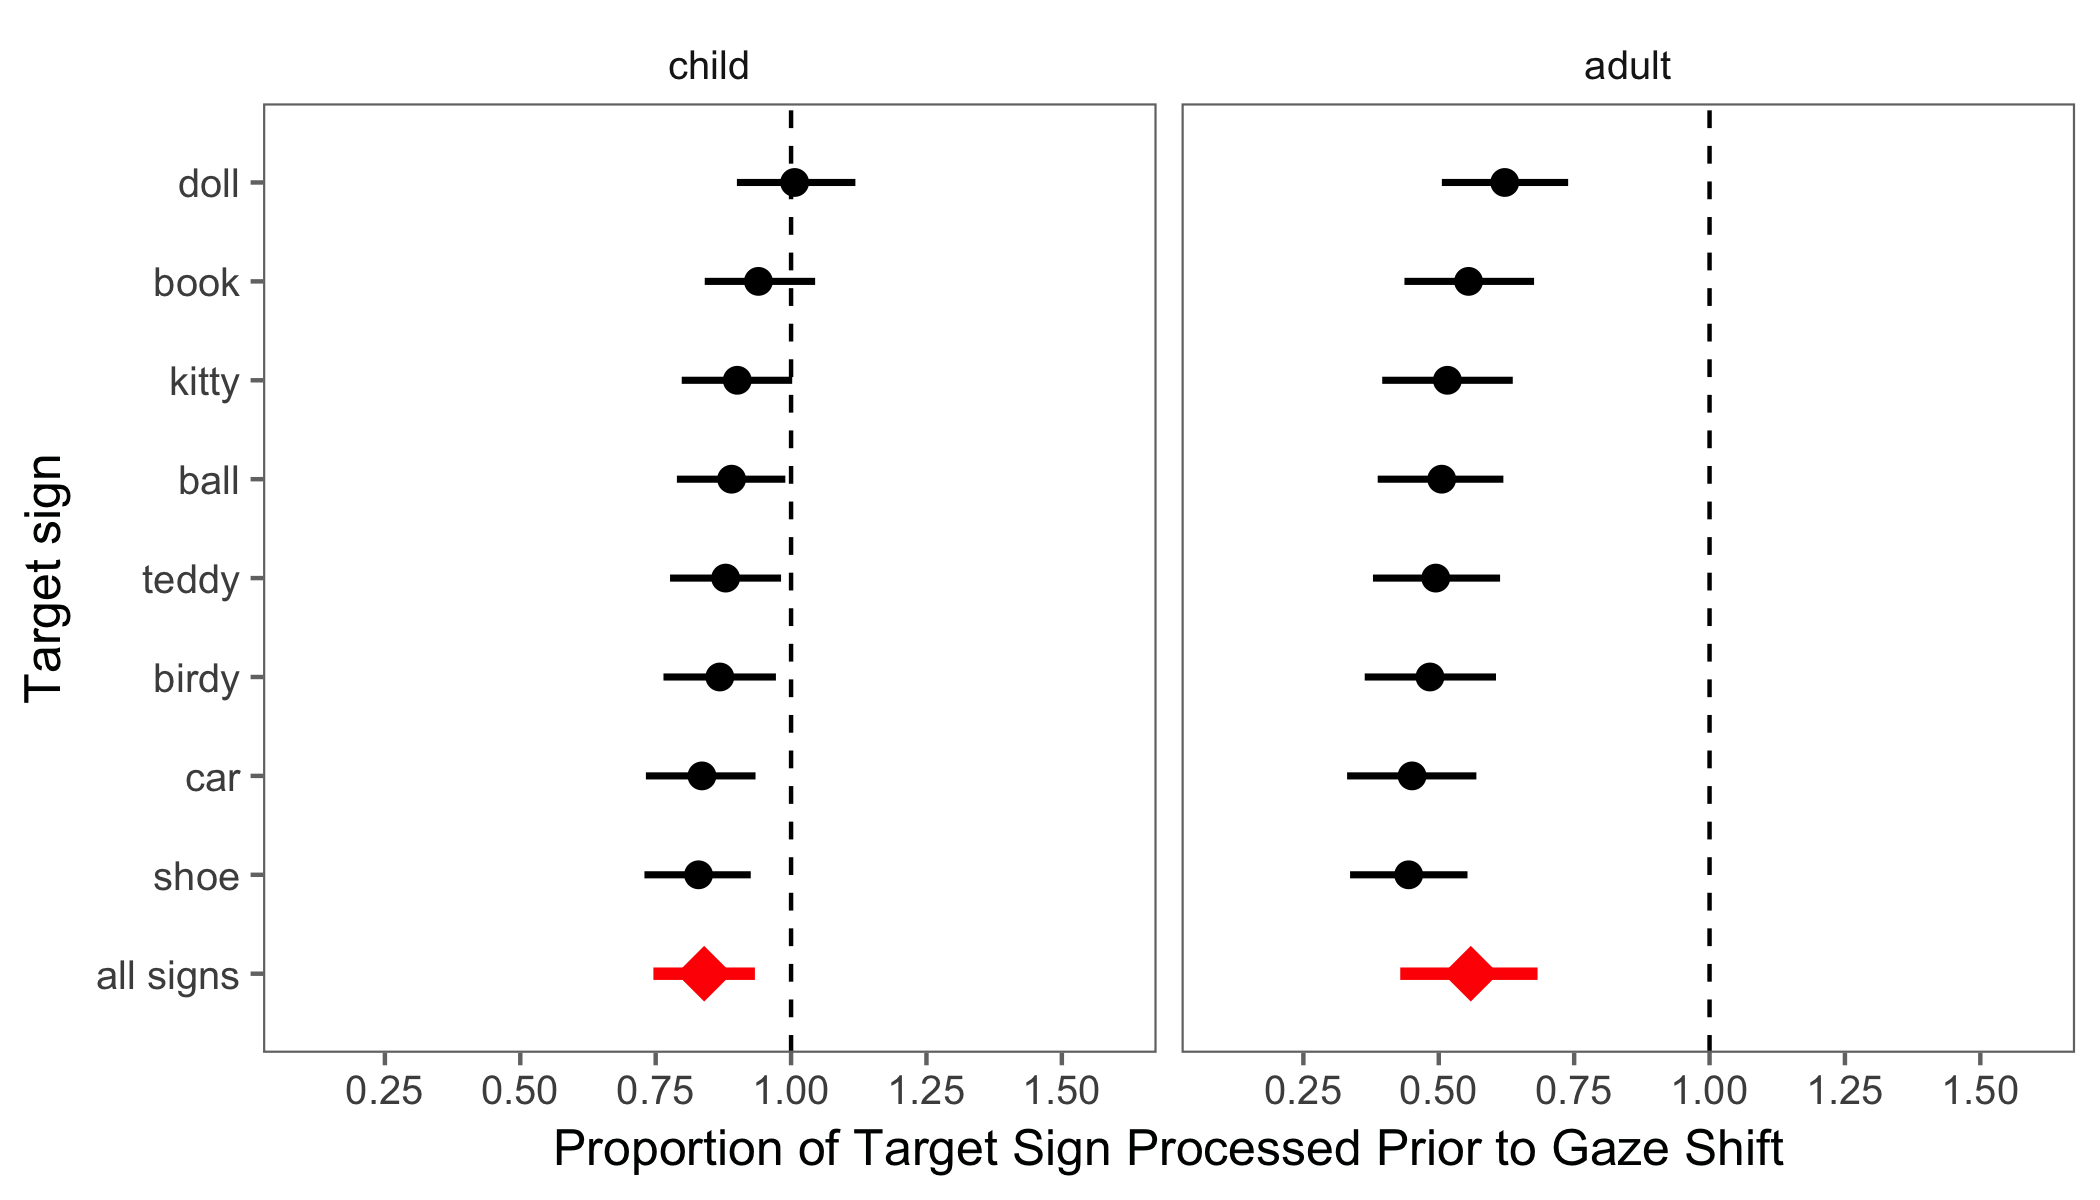 child
adult
Target sign
doll
book
kitty
ball
teddy
birdy
car
shoe
all signs
0.25 0.50 0.75 1.00 1.25 1.50
0.25 0.50 0.75 1.00 1.25 1.50
Proportion of Target Sign Processed Prior to Gaze Shift